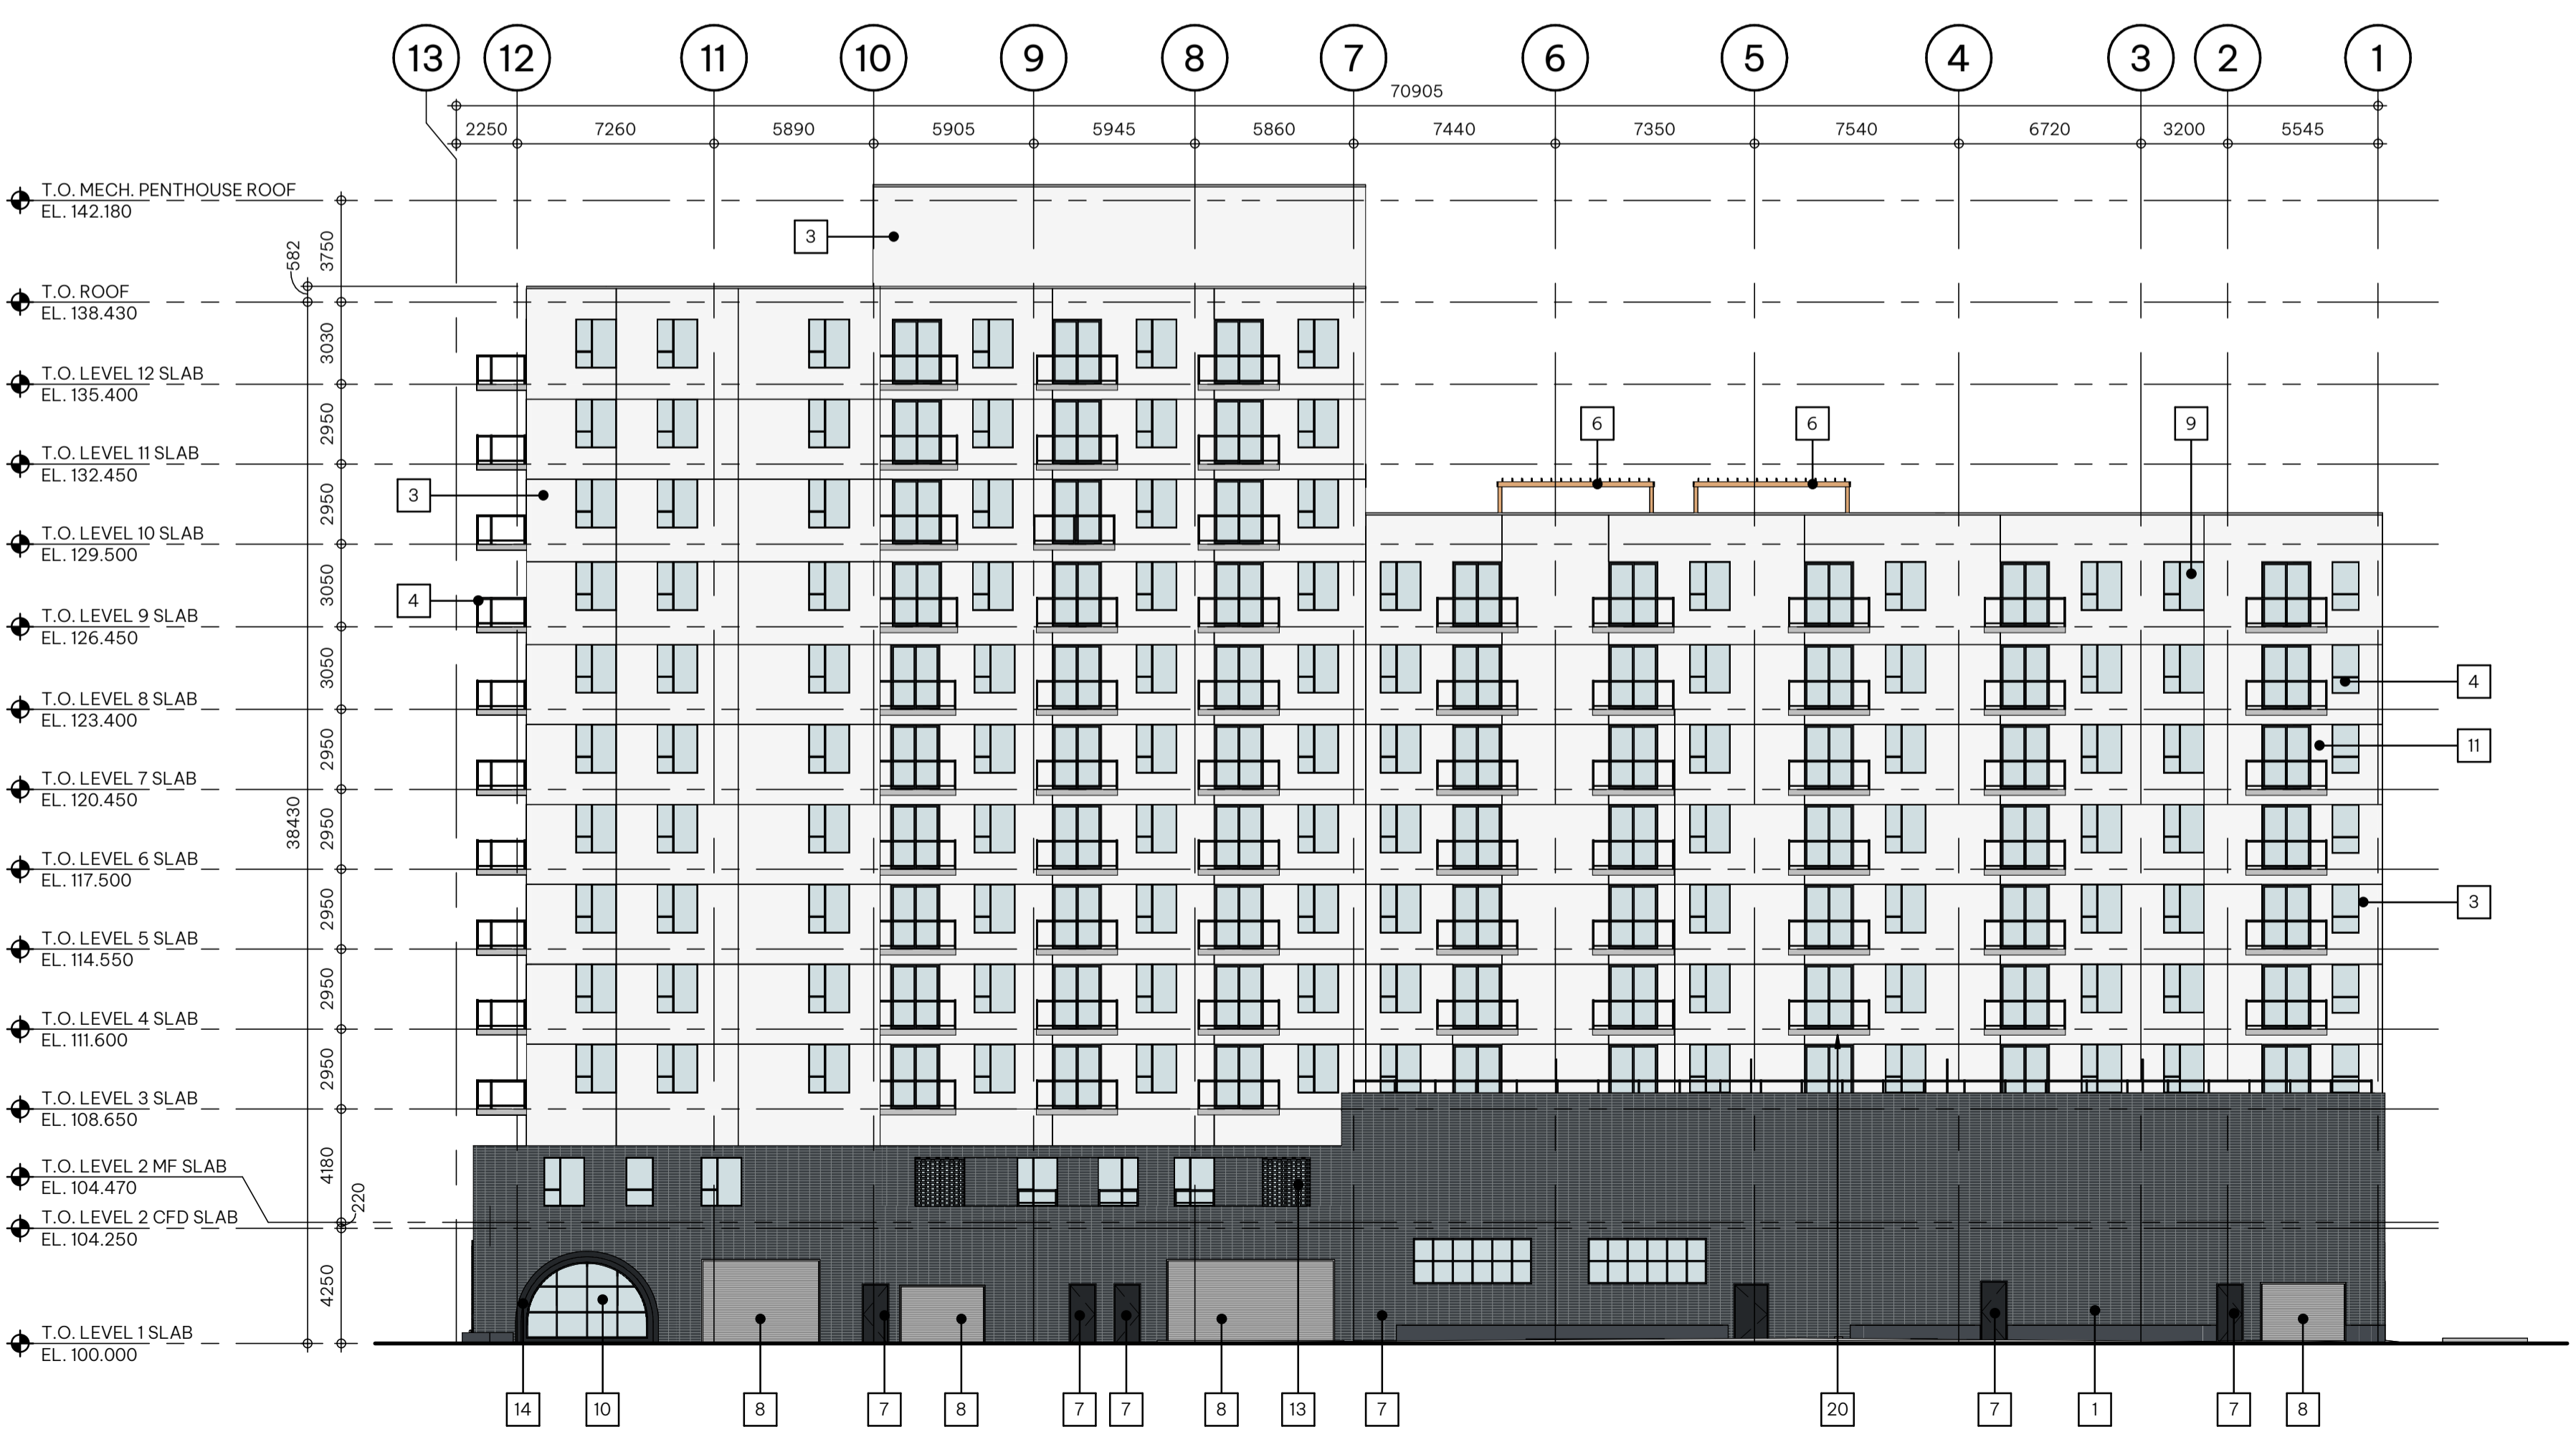 13 12 11 10 9 8 7 6 5 4 3 2 1
70905
2250 7260 5890 5905 5945 5860 7440 7350 7540 6720 3200 5545
T.O. MECH. PENTHOUSE ROOF
EL. 142.180
3
582
3750
T.O. ROOF
EL. 138.430
3030
T.O. LEVEL 12 SLAB
EL. 135.400
2950
6 6 9
T.O. LEVEL 11 SLAB
EL. 132.450
3
2950
T.O. LEVEL 10 SLAB
EL. 129.500
3050
4
T.O. LEVEL 9 SLAB
EL. 126.450
3050
4
T.O. LEVEL 8 SLAB
EL. 123.400
2950
11
T.O. LEVEL 7 SLAB
EL. 120.450
38430
2950
T.O. LEVEL 6 SLAB
EL. 117.500
2950
3
T.O. LEVEL 5 SLAB
EL. 114.550
2950
T.O. LEVEL 4 SLAB
EL. 111.600
2950
T.O. LEVEL 3 SLAB
EL. 108.650
4180
T.O. LEVEL 2 MF SLAB
EL. 104.470
220
T.O. LEVEL 2 CFD SLAB
EL. 104.250
4250
T.O. LEVEL 1 SLAB
EL. 100.000
14 10 8 7 8 7 7 8 13 7 20 7 1 7 8